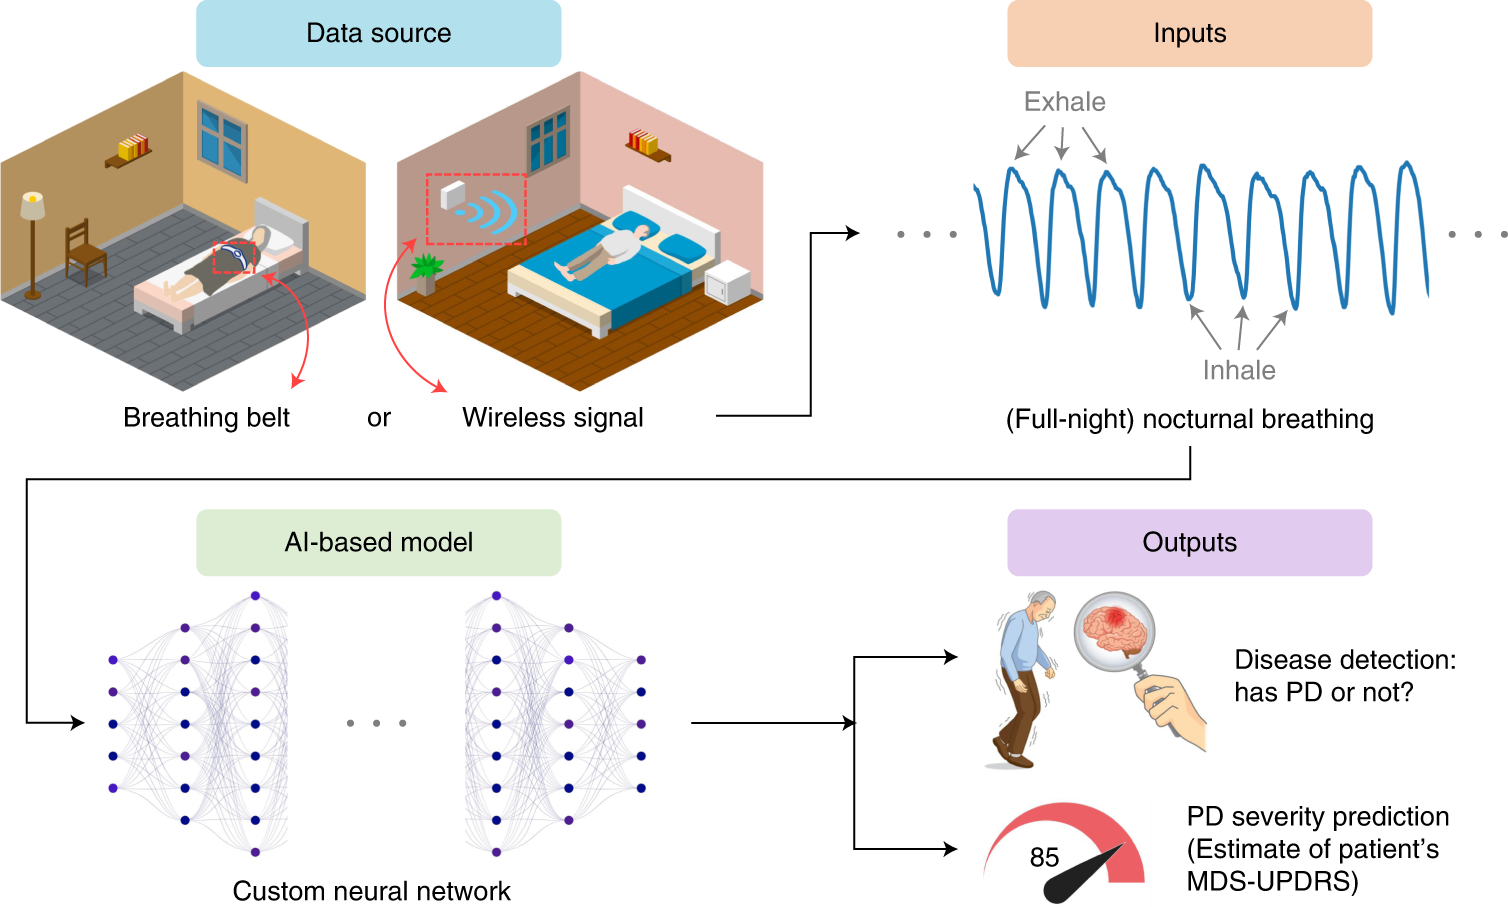 Data source
Inputs
Exhale
Inhale
Breathing belt
or
Wireless signal
(Full-night) nocturnal breathing
AI-based model
Outputs
Disease detection:
has PD or not?
85
PD severity prediction
(Estimate of patient’s
MDS-UPDRS)
Custom neural network